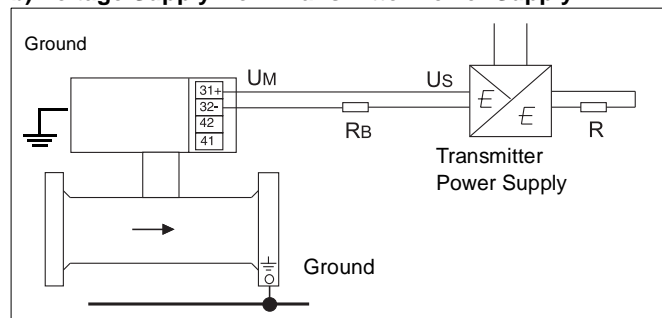 Ground
UM
US
31+
32-
42
41
RB
R
E
E
Transmitter
Power Supply
Ground